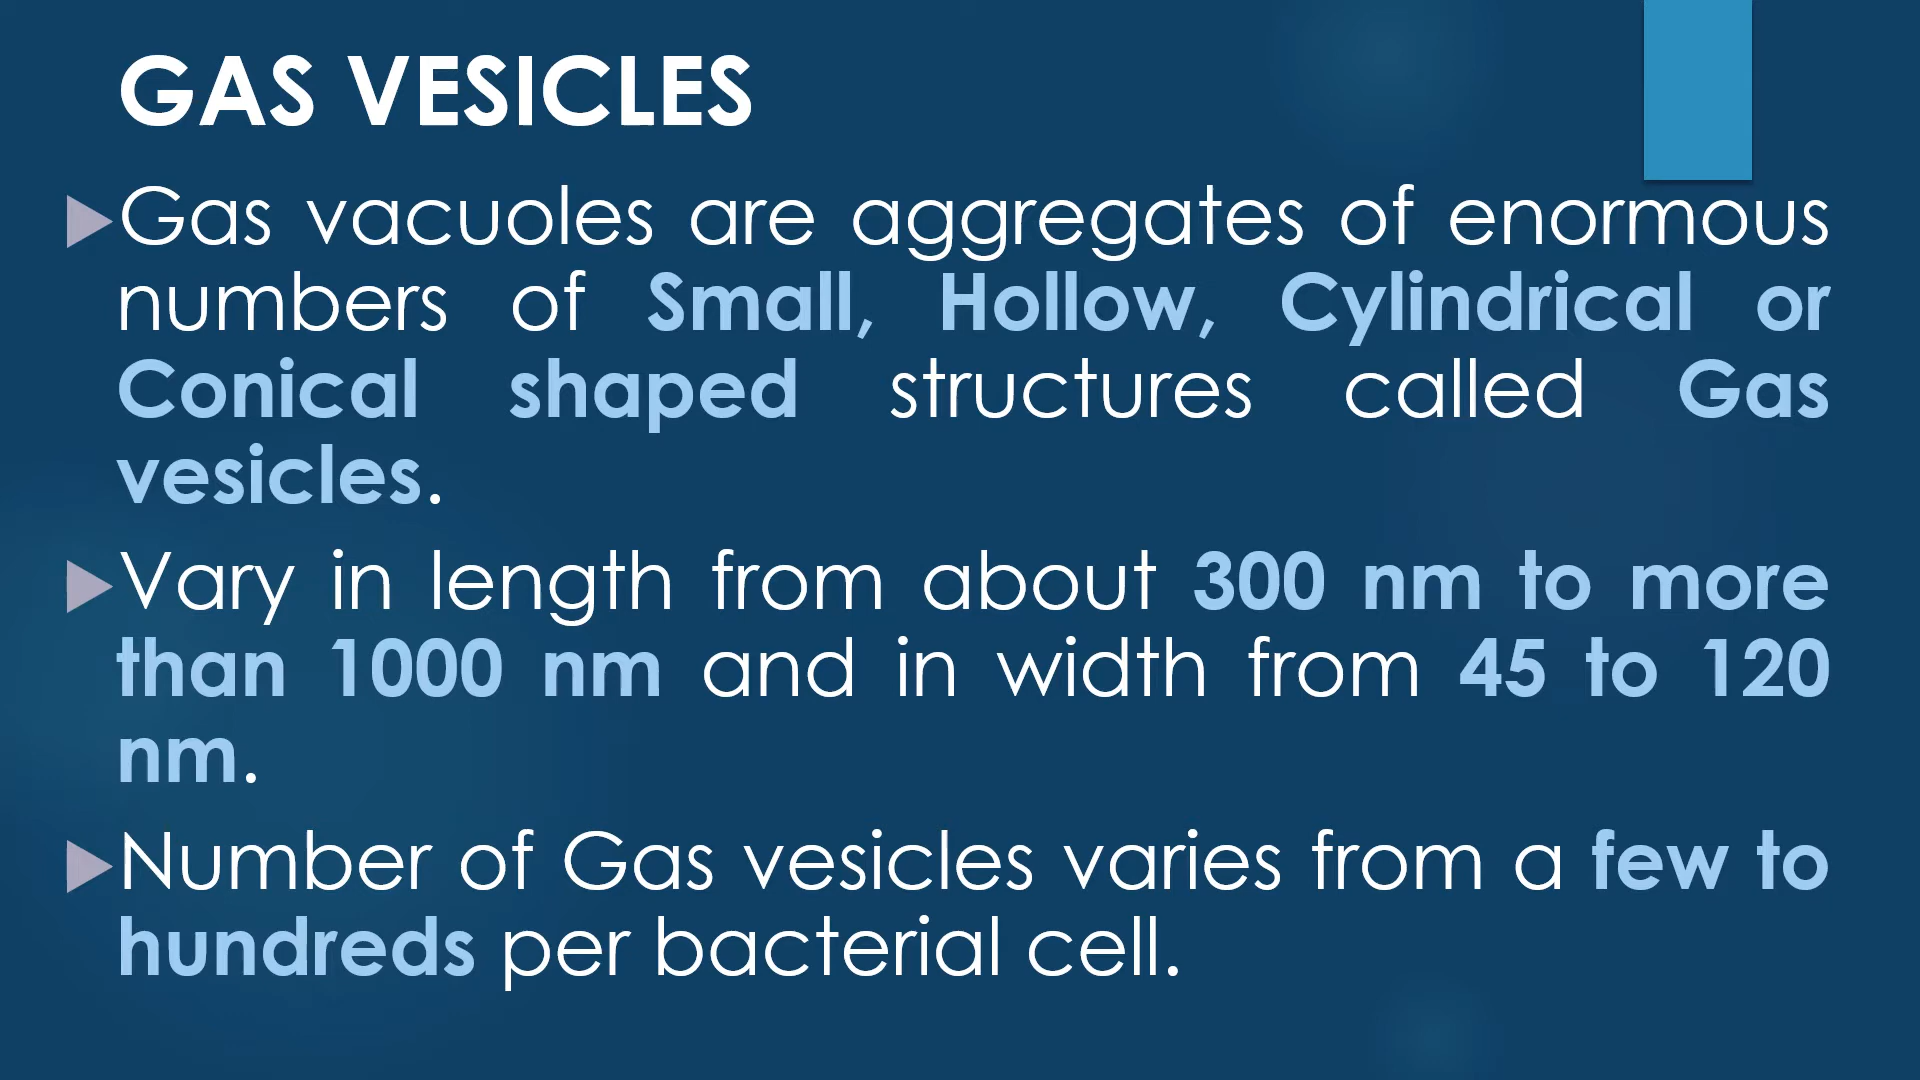 GAS VESICLES
Gas vacuoles are aggregates of enormous
numbers of Small, Hollow, Cylindrical or
Conical shaped structures called Gas
vesicles.
Vary in length from about 300 nm to more
than 1000 nm and in width from 45 to 120
nm.
Number of Gas vesicles varies from a few to
hundreds per bacterial cell.